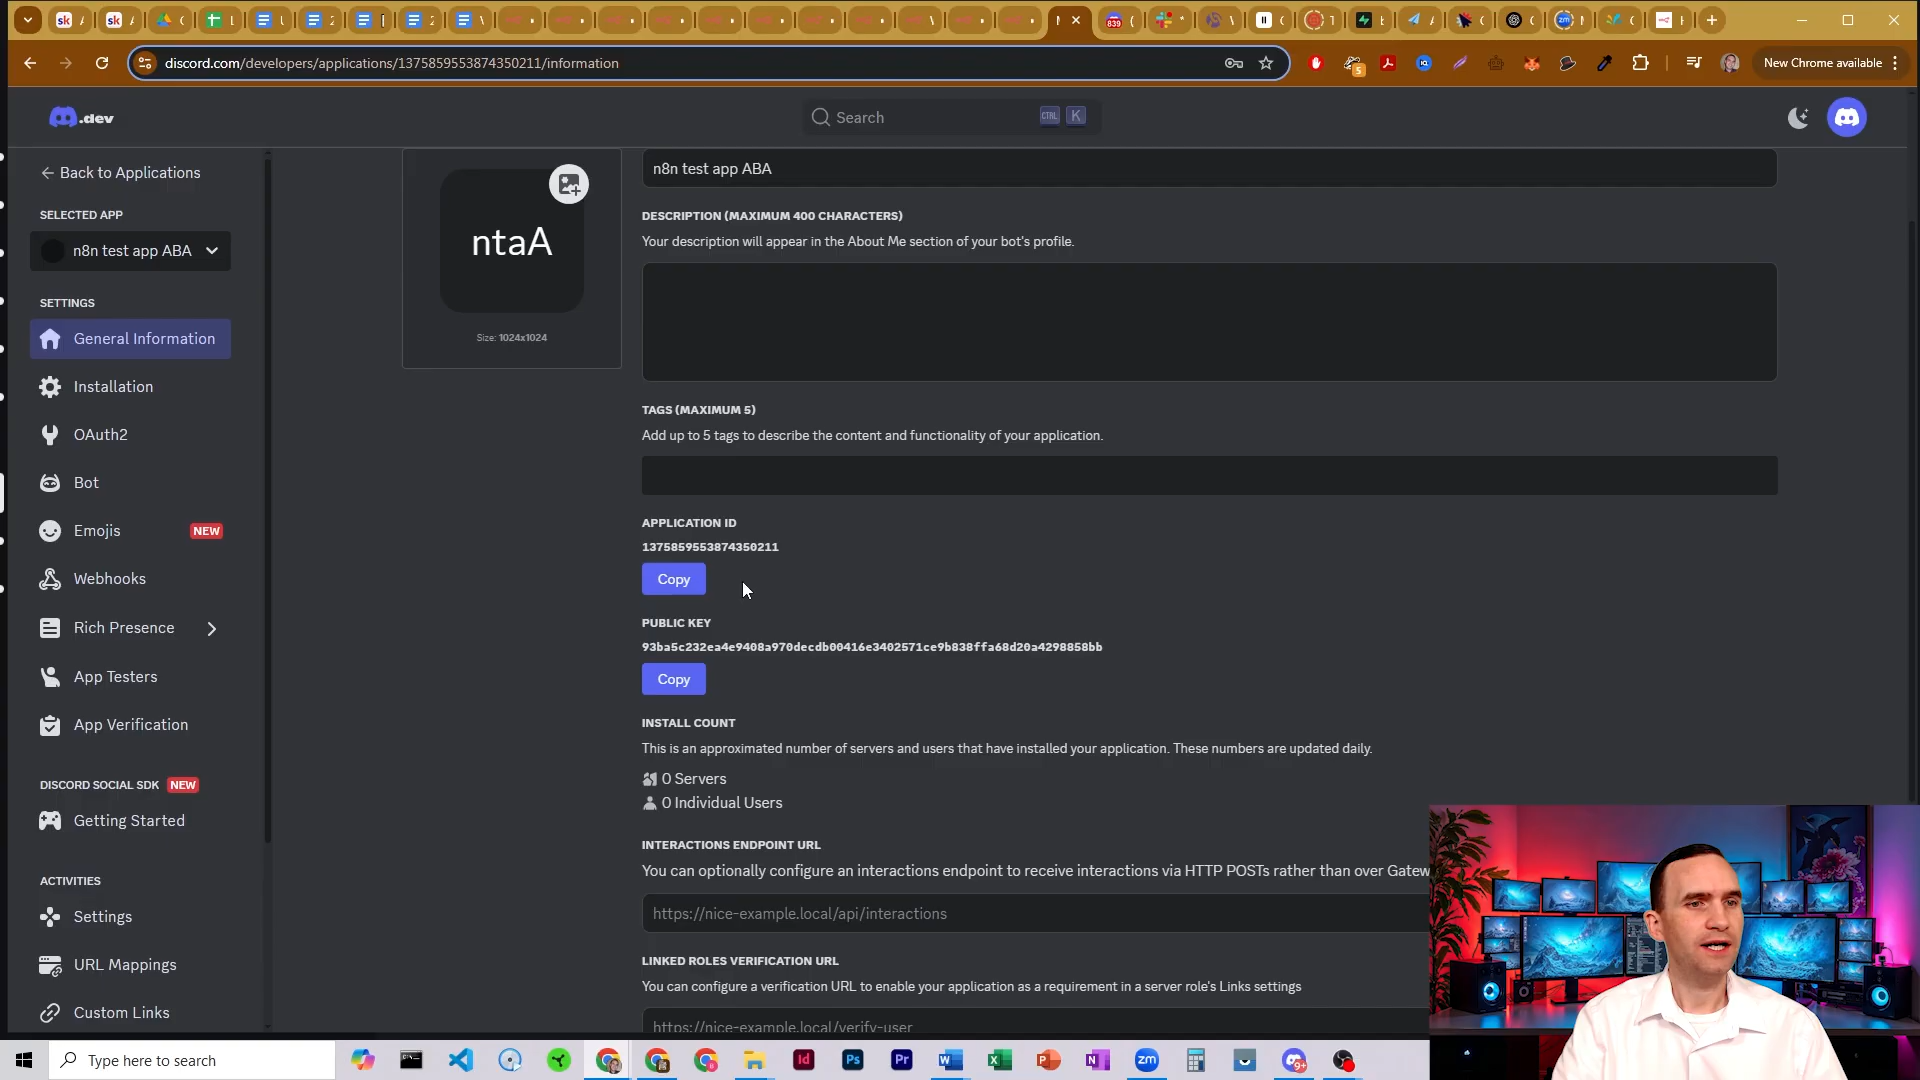 discord.com/developers/applications/1375859553874350211/information
New Chrome available
.dev
Search
CTRL K
Back to Applications
SELECTED APP
n8n test app ABA
SETTINGS
General Information
Installation
OAuth2
Bot
Emojis NEW
Webhooks
Rich Presence
App Testers
App Verification
DISCORD SOCIAL SDK NEW
Getting Started
ACTIVITIES
Settings
URL Mappings
Custom Links
ntaA
Size: 1024x1024
n8n test app ABA
DESCRIPTION (MAXIMUM 400 CHARACTERS)
Your description will appear in the About Me section of your bot's profile.
TAGS (MAXIMUM 5)
Add up to 5 tags to describe the content and functionality of your application.
APPLICATION ID
1375859553874350211
Copy
PUBLIC KEY
93ba5c232ea4e9408a970decdb00416e3402571ce9b838ffa68d20a4298858bb
Copy
INSTALL COUNT
This is an approximated number of servers and users that have installed your application. These numbers are updated daily.
0 Servers
0 Individual Users
INTERACTIONS ENDPOINT URL
You can optionally configure an interactions endpoint to receive interactions via HTTP POSTs rather than over Gatew
https://nice-example.local/api/interactions
LINKED ROLES VERIFICATION URL
You can configure a verification URL to enable your application as a requirement in a server role's Links settings
https://nice-example.local/verify-user
Type here to search